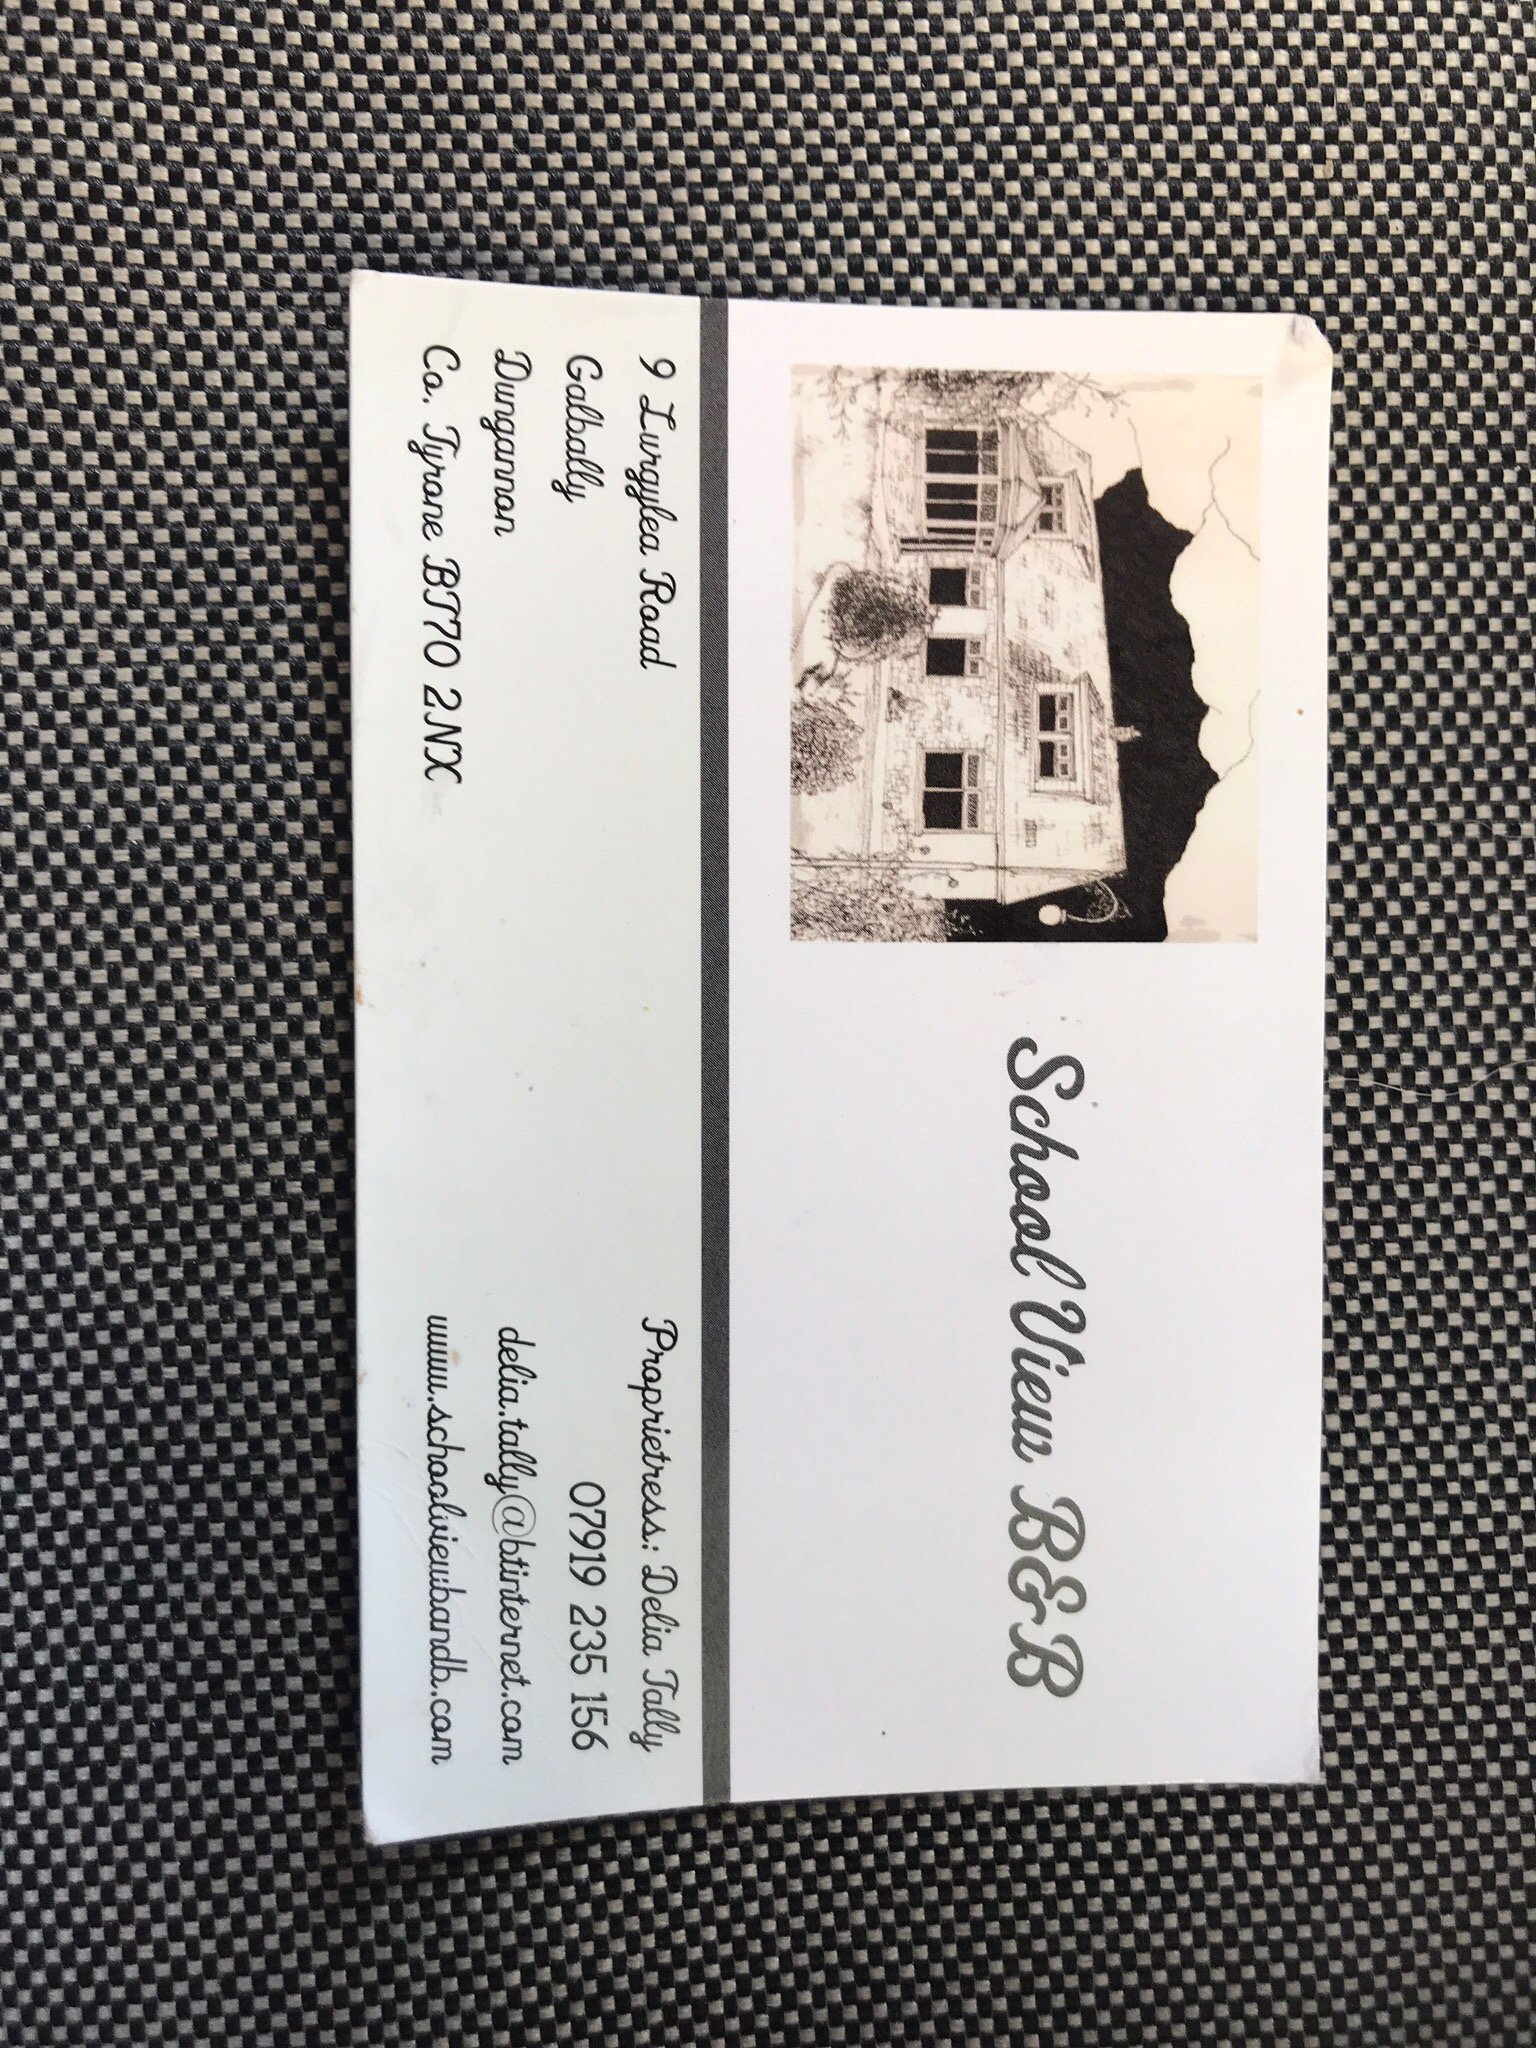 School View B&B
9 Lurgylea Road
Galbally
Dungannon
Co. Tyrone BT70 2NX
Proprietress.: Delia Tally
07919 235 156
delia.tally@btinternet.com
www.schoolviewbandb.com